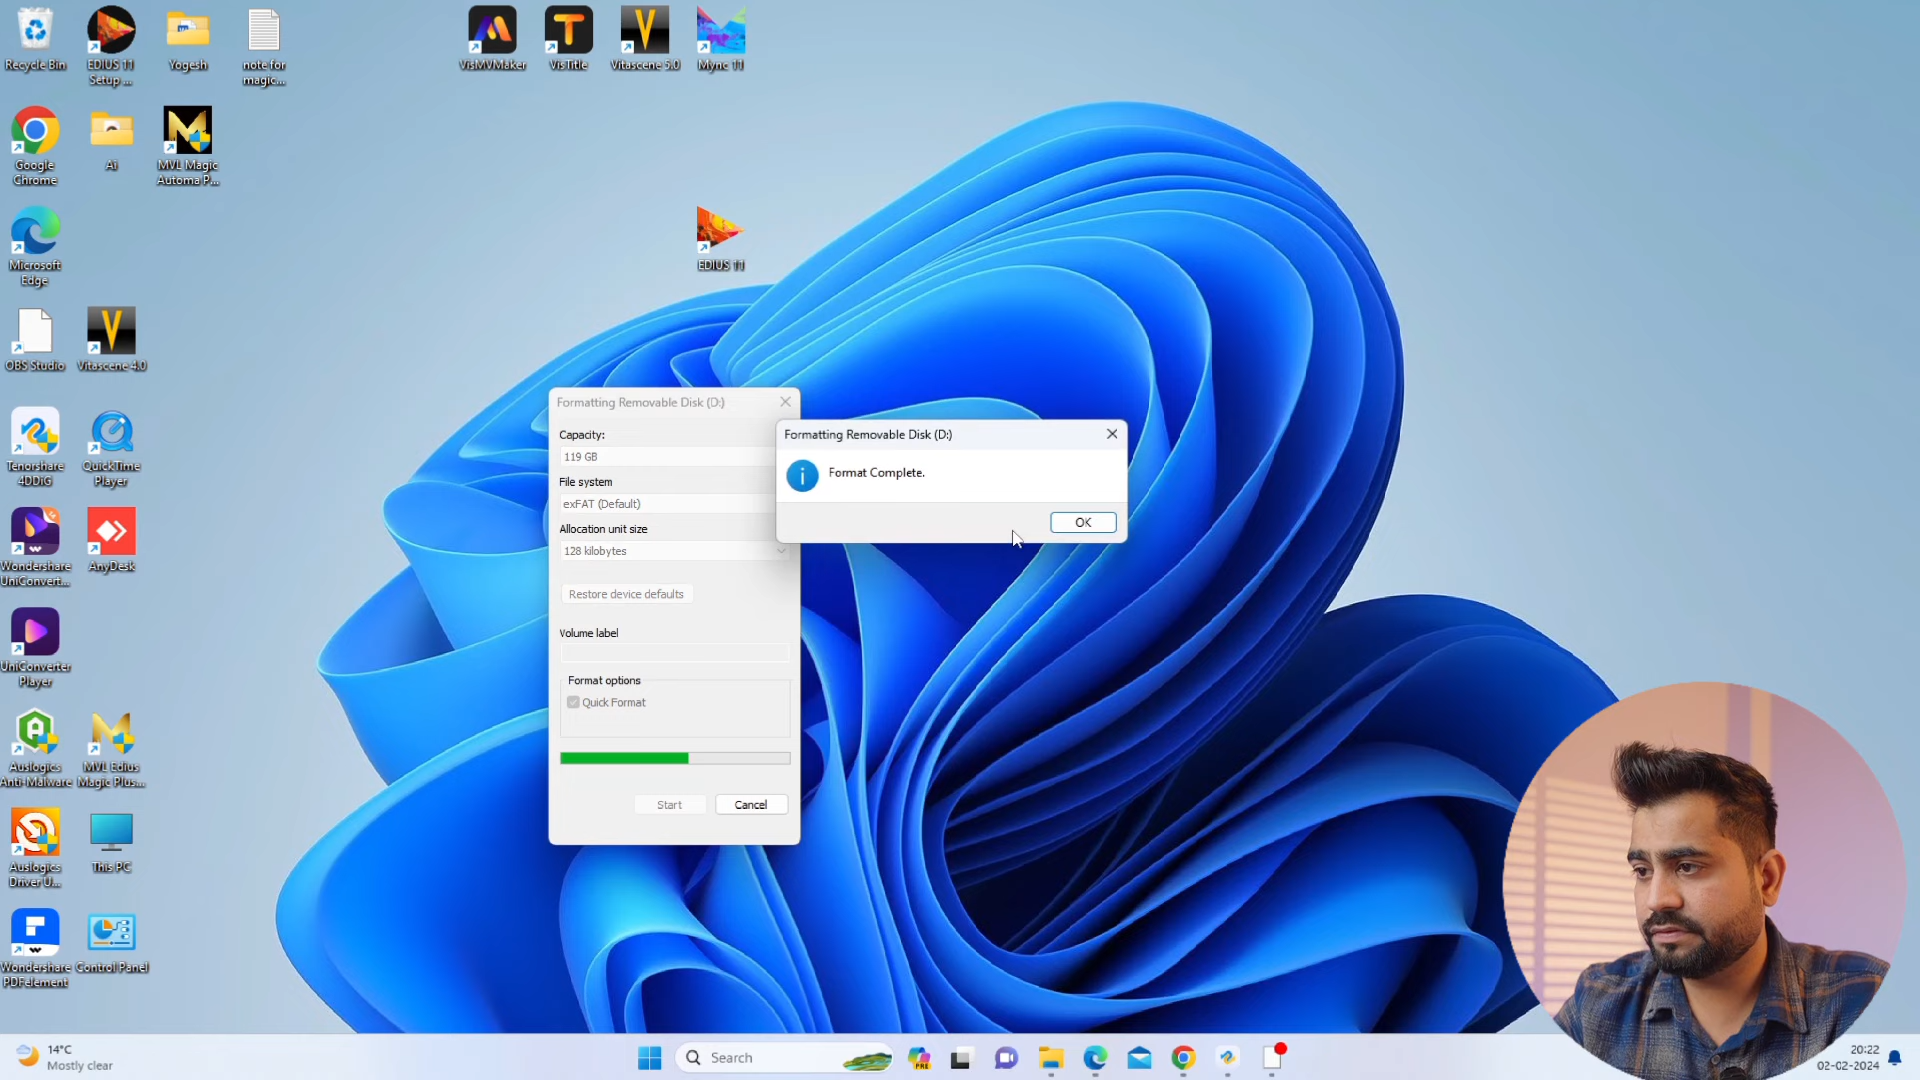 Recycle Bin
EDIUS 11
Setup ...
Yogesh
note for
magic...
VisMVMaker
VisTitle
Vitascene 5.0
Mync 11
Google
Chrome
Ai
MVL Magic
Automa P...
EDIUS 11
Microsoft
Edge
OBS Studio
Vitascene 4.0
Tenorshare
4DDiG
QuickTime
Player
Wondershare
UniConvert...
AnyDesk
UniConverter
Player
Auslogics
Anti-Malware
MVL Edius
Magic Plus...
Auslogics
Driver U...
This PC
Wondershare
PDFelement
Control Panel
Formatting Removable Disk (D:)
Capacity:
119 GB
File system
exFAT (Default)
Allocation unit size
128 kilobytes
Restore device defaults
Volume label
Format options
Quick Format
Start
Cancel
Formatting Removable Disk (D:)
Format Complete.
OK
14°C
Mostly clear
Search
PRE
20:22
02-02-2024